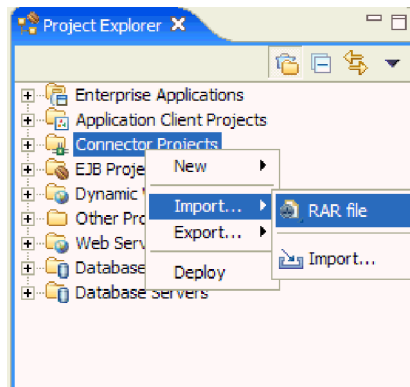 Project Explorer
Enterprise Applications
Application Client Projects
Connector Projects
EJB Proje
Dynamic
Other Pro
Web Serv
Database
Database Servers
New
Import...
Export...
Deploy
RAR file
Import...